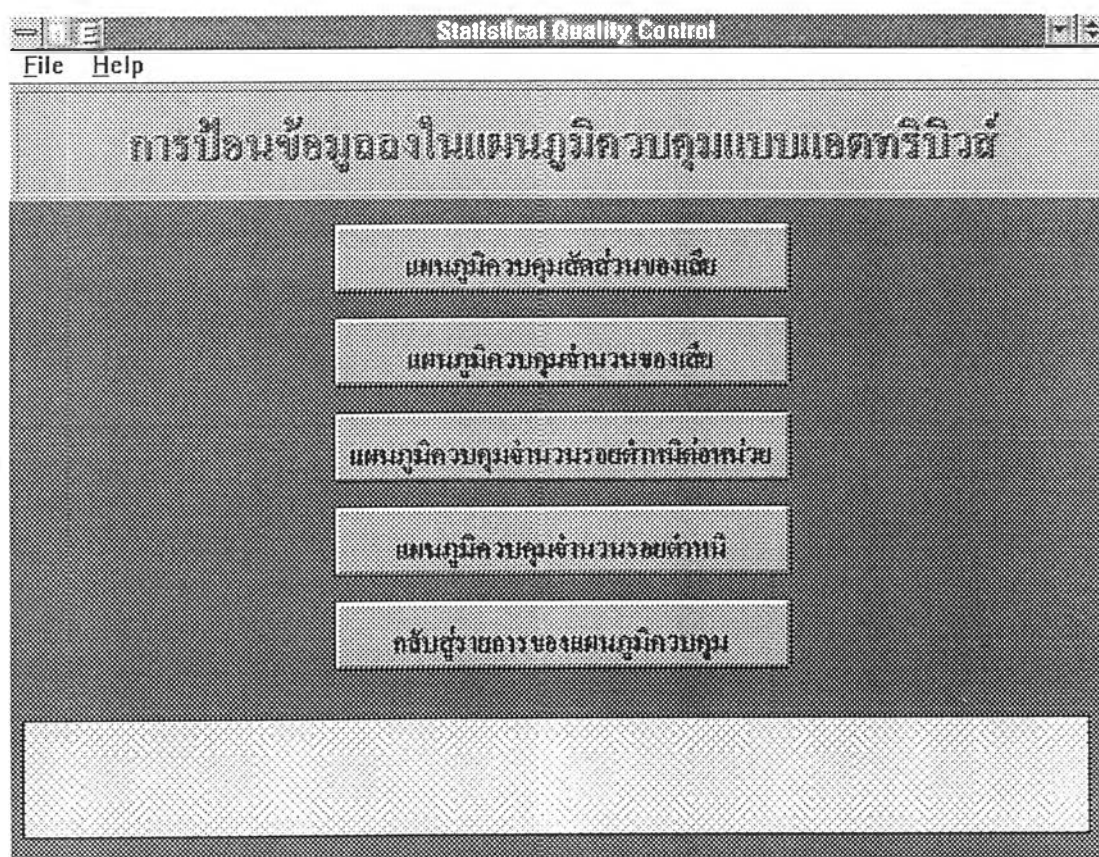 Statistical Quality Control
File Help
การป้อนข้อมูลลงในแผนภูมิควบคุมแบบแอตทริบิวส์
แผนภูมิควบคุมสัดส่วนของเสีย
แผนภูมิควบคุมจำนวนของเสีย
แผนภูมิควบคุมจำนวนรอยตำหนิต่อหน่วย
แผนภูมิควบคุมจำนวนรอยตำหนิ
กลับสู่รายการของแผนภูมิควบคุม